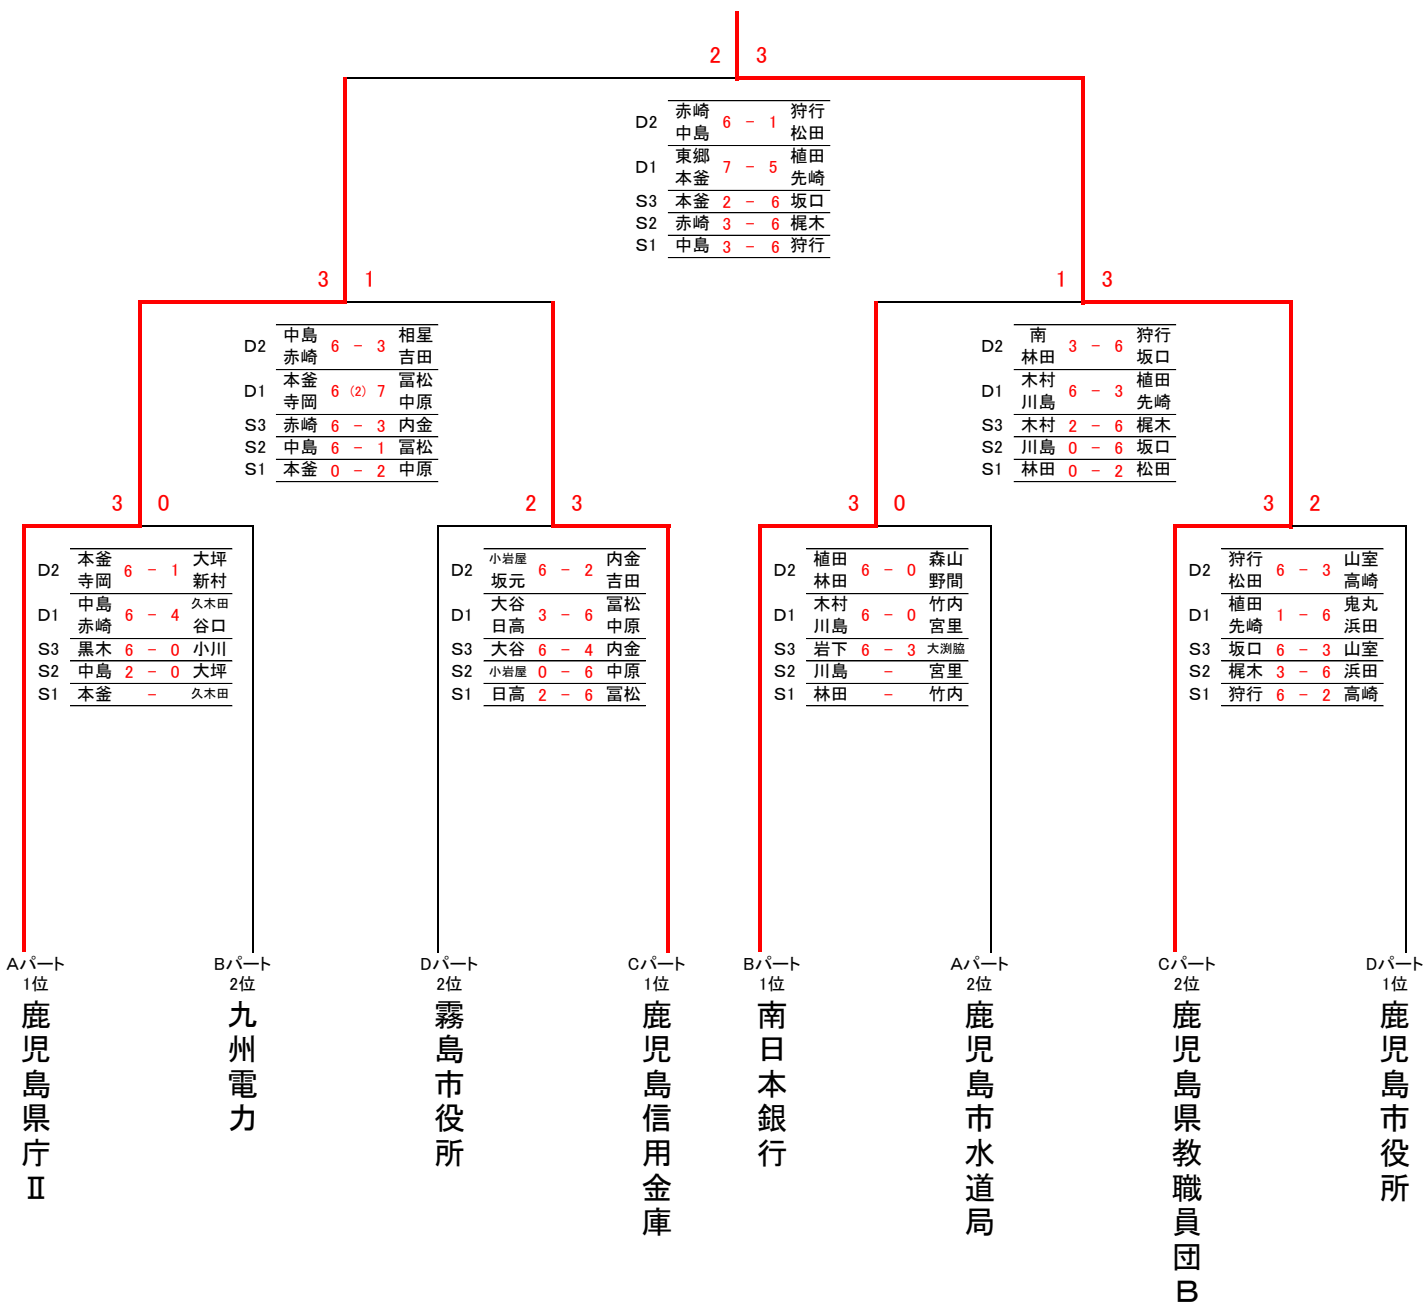 2 3
D2 赤崎 中島 6 － 1 狩行 松田
D1 東郷 本釜 7 － 5 植田 先崎
S3 本釜 2 － 6 坂口
S2 赤崎 3 － 6 梶木
S1 中島 3 － 6 狩行
3 1
D2 中島 赤崎 6 － 3 相星 吉田
D1 本釜 寺岡 6 (2) 7 冨松 中原
S3 赤崎 6 － 3 内金
S2 中島 6 － 1 冨松
S1 本釜 0 － 2 中原
1 3
D2 南 林田 3 － 6 狩行 坂口
D1 木村 川島 6 － 3 植田 先崎
S3 木村 2 － 6 梶木
S2 川島 0 － 6 坂口
S1 林田 0 － 2 松田
3 0
D2 本釜 寺岡 6 － 1 大坪 新村
D1 中島 赤崎 6 － 4 久木田 谷口
S3 黒木 6 － 0 小川
S2 中島 2 － 0 大坪
S1 本釜 － 久木田
2 3
D2 小岩屋 坂元 6 － 2 内金 吉田
D1 大谷 日高 3 － 6 冨松 中原
S3 大谷 6 － 4 内金
S2 小岩屋 0 － 6 中原
S1 日高 2 － 6 冨松
3 0
D2 植田 林田 6 － 0 森山 野間
D1 木村 川島 6 － 0 竹内 宮里
S3 岩下 6 － 3 大渕脇
S2 川島 － 宮里
S1 林田 － 竹内
3 2
D2 狩行 松田 6 － 3 山室 高崎
D1 植田 先崎 1 － 6 鬼丸 浜田
S3 坂口 6 － 3 山室
S2 梶木 3 － 6 浜田
S1 狩行 6 － 2 高崎
Aパート
1位
鹿児島県庁Ⅱ
Bパート
2位
九州電力
Dパート
2位
霧島市役所
Cパート
1位
鹿児島信用金庫
Bパート
1位
南日本銀行
Aパート
2位
鹿児島市水道局
Cパート
2位
鹿児島県教職員団B
Dパート
1位
鹿児島市役所